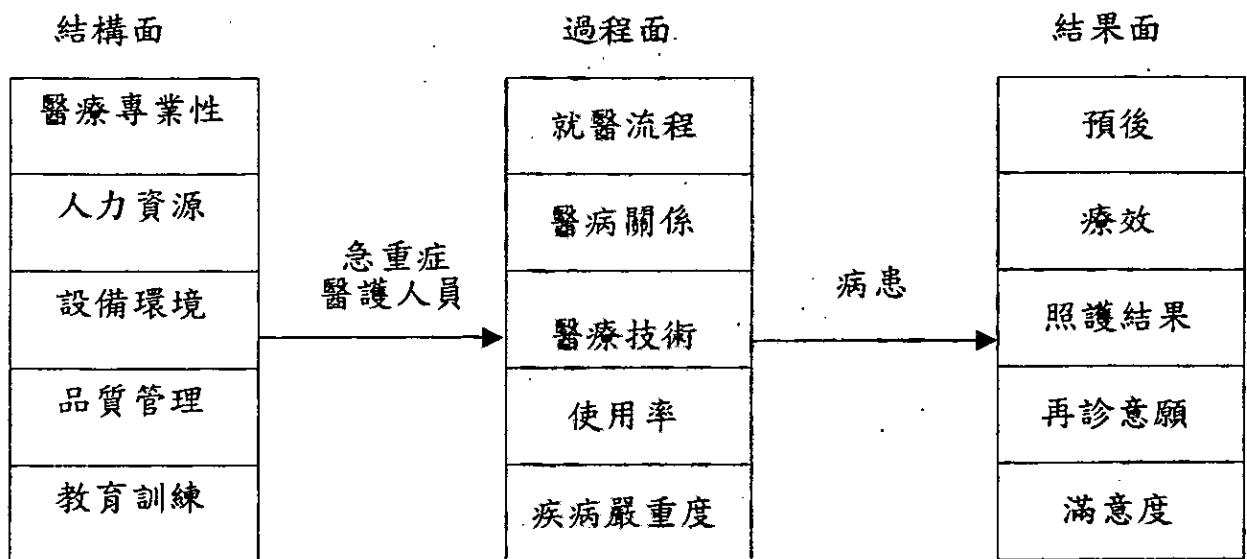 結構面
醫療專業性
人力資源
設備環境
品質管理
教育訓練
急重症
醫護人員
過程面
就醫流程
醫病關係
醫療技術
使用率
疾病嚴重度
病患
結果面
預後
療效
照護結果
再診意願
滿意度